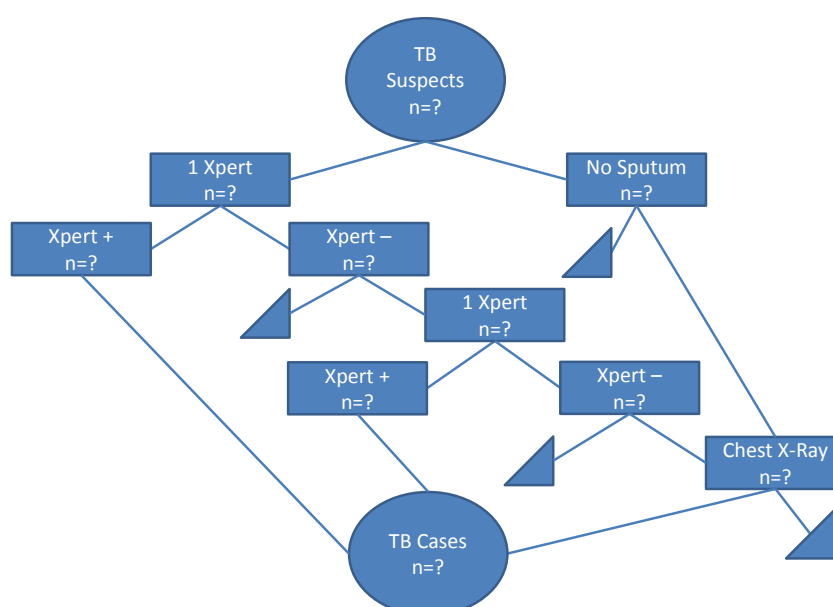 TB
Suspects
n=?
1 Xpert
n=?
No Sputum
n=?
Xpert +
n=?
Xpert –
n=?
1 Xpert
n=?
Xpert +
n=?
Xpert –
n=?
Chest X-Ray
n=?
TB Cases
n=?